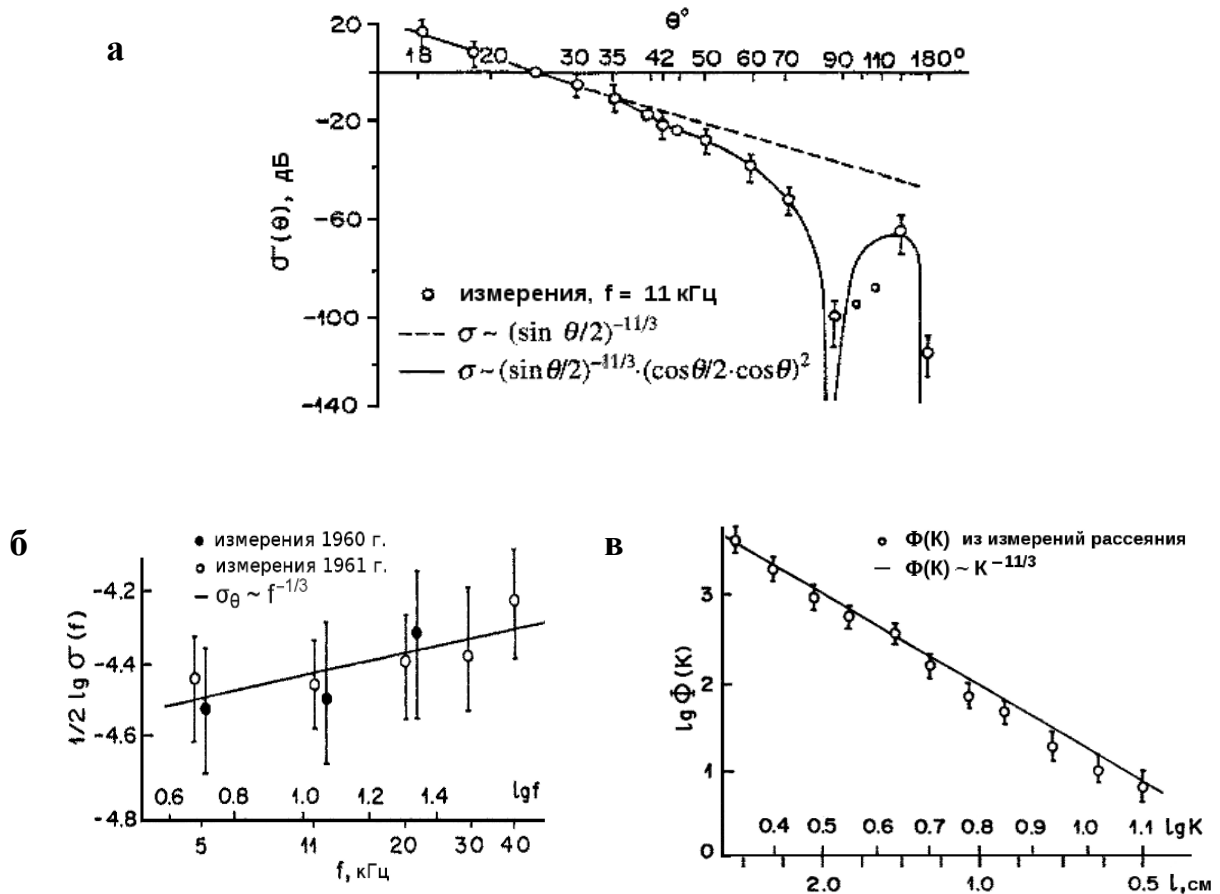 а
20
θ°
18 20 30 35 42 50 60 70 90 110 180°
-20
-60
-100
-140
σ(θ), дБ
измерения, f = 11 кГц
σ ~ (sin θ/2)^-11/3
σ ~ (sin θ/2)^-11/3 · (cosθ/2 · cosθ)^2
б
измерения 1960 г.
измерения 1961 г.
σθ ~ f^-1/3
-4.2
-4.4
-4.6
-4.8
1/2 lg σ(f)
0.6 0.8 1.0 1.2 1.4 lgf
5 11 20 30 40
f, кГц
в
Ф(К) из измерений рассеяния
Ф(К) ~ К^-11/3
3
2
1
0
lg Ф(К)
0.4 0.5 0.6 0.7 0.8 0.9 1.0 1.1 lgK
2.0 1.0 0.5 l, см